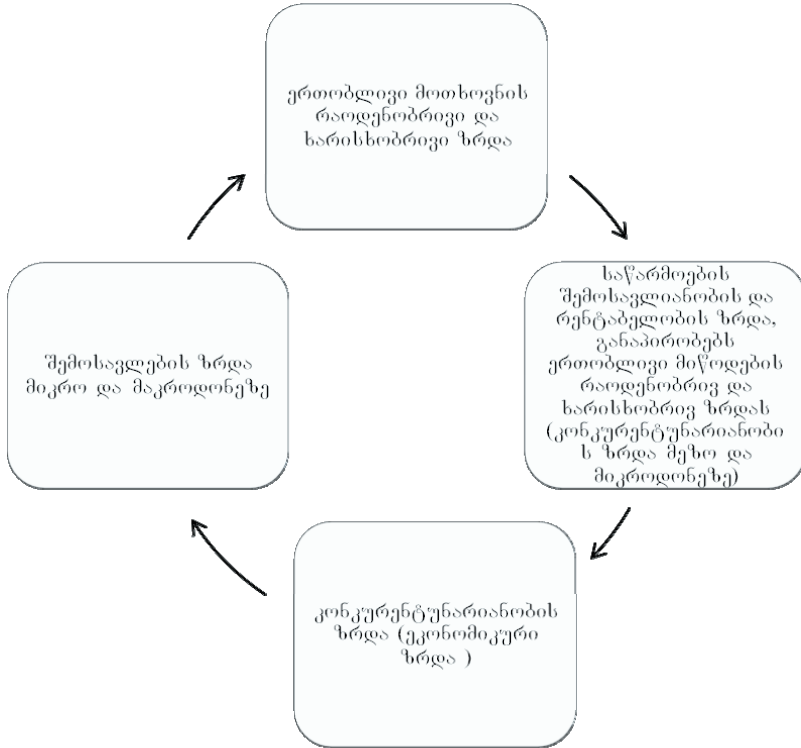 ერთობლივი მოთხოვნის
რაოდენობრივი და
ხარისხობრივი ზრდა
საწარმოების
შემოსავლიანობის და
რენტაბელობის ზრდა,
განაპირობებს
ერთობლივი მიწოდების
რაოდენობრივ და
ხარისხობრივ ზრდას
(კონკურენტუნარიანობი
ს ზრდა მეზო და
მიკროდონეზე)
კონკურენტუნარიანობის
ზრდა (ეკონომიკური
ზრდა )
შემოსავლების ზრდა
მიკრო და მაკროდონეზე